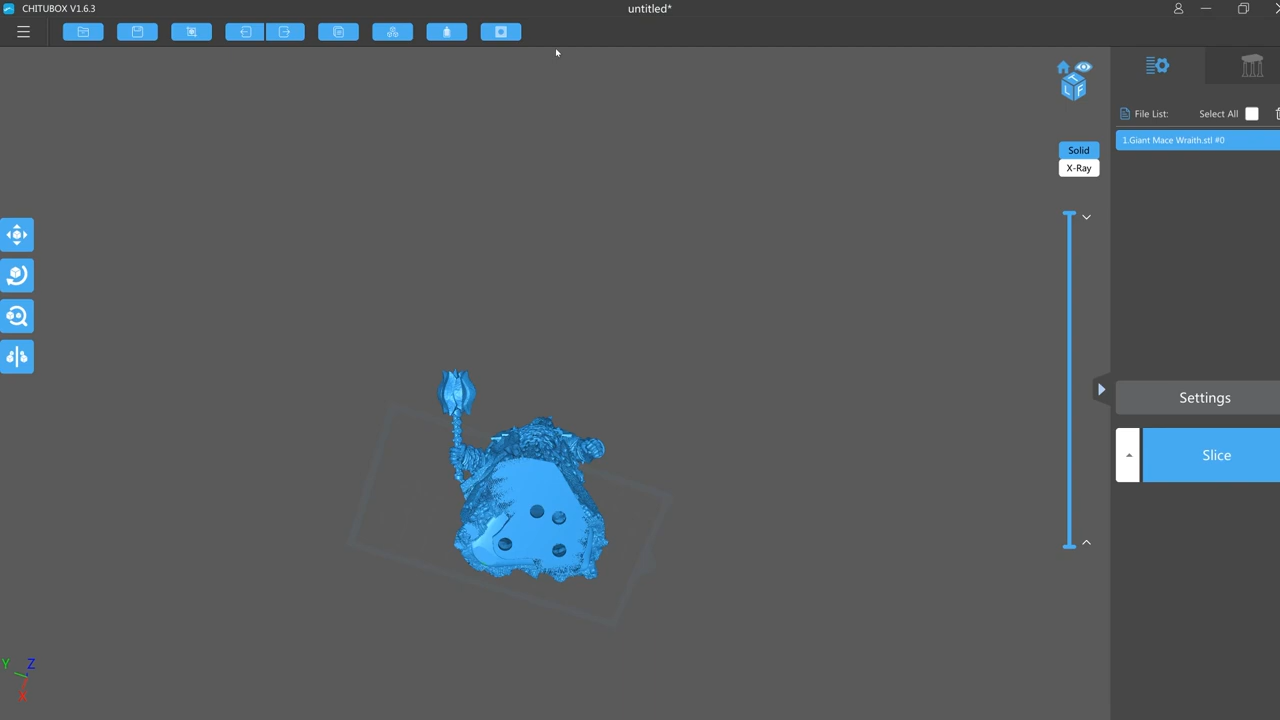 CHITUBOX V1.6.3
untitled*
File List:
Select All
1.Giant Mace Wraith.stl #0
Solid
X-Ray
Settings
Slice
T
L F
Y Z
X